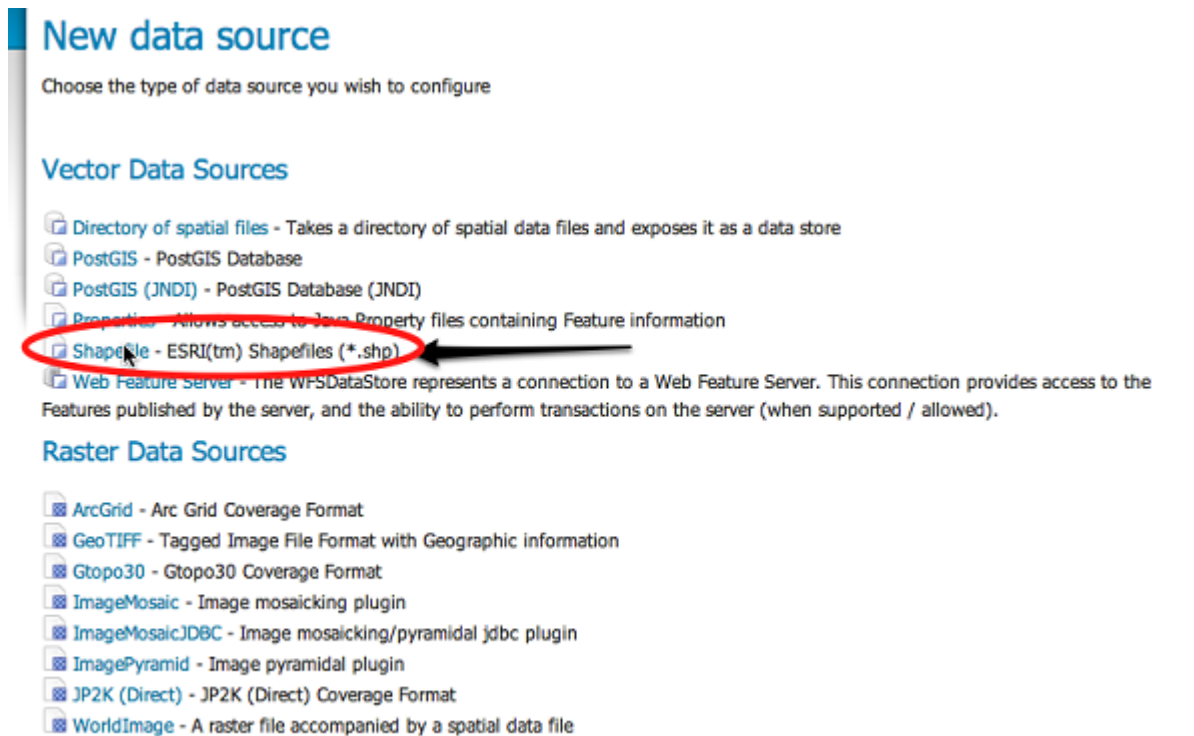 New data source
Choose the type of data source you wish to configure
Vector Data Sources
Directory of spatial files - Takes a directory of spatial data files and exposes it as a data store
PostGIS - PostGIS Database
PostGIS (JNDI) - PostGIS Database (JNDI)
Properties - Allows access to Java Property files containing Feature information
Shapefile - ESRI(tm) Shapefiles (*.shp)
Web Feature Server - The WFSDataStore represents a connection to a Web Feature Server. This connection provides access to the
Features published by the server, and the ability to perform transactions on the server (when supported / allowed).
Raster Data Sources
ArcGrid - Arc Grid Coverage Format
GeoTIFF - Tagged Image File Format with Geographic information
Gtopo30 - Gtopo30 Coverage Format
ImageMosaic - Image mosaicking plugin
ImageMosaicJDBC - Image mosaicking/pyramidal jdbc plugin
ImagePyramid - Image pyramidal plugin
JP2K (Direct) - JP2K (Direct) Coverage Format
WorldImage - A raster file accompanied by a spatial data file